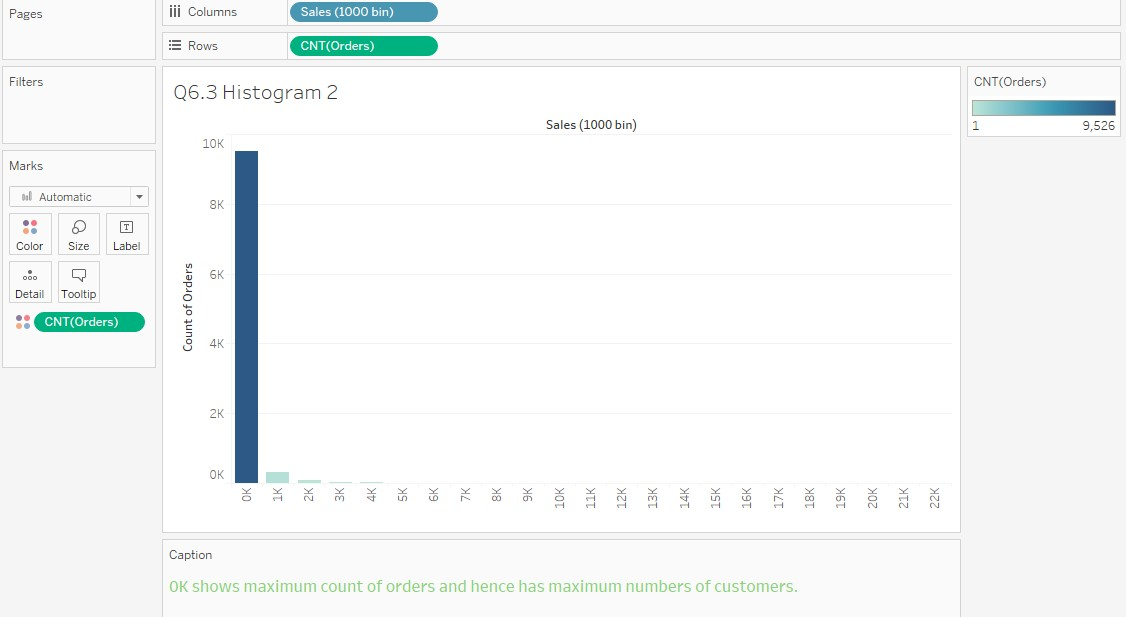 Pages
Columns
Sales (1000 bin)
Rows
CNT(Orders)
Filters
Marks
Automatic
Color
Size
Label
Detail
Tooltip
CNT(Orders)
Q6.3 Histogram 2
Sales (1000 bin)
Count of Orders
10K
8K
6K
4K
2K
0K
0K 1K 2K 3K 4K 5K 6K 7K 8K 9K 10K 11K 12K 13K 14K 15K 16K 17K 18K 19K 20K 21K 22K
CNT(Orders)
1 9,526
Caption
0K shows maximum count of orders and hence has maximum numbers of customers.